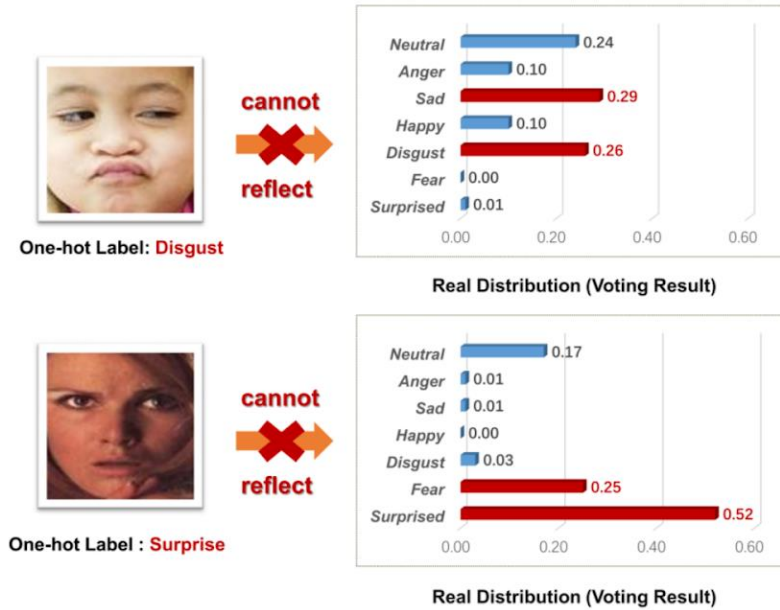 Neutral 0.24
Anger 0.10
cannot
Sad 0.29
Happy 0.10
Disgust 0.26
reflect
Fear 0.00
Surprised 0.01
0.00 0.20 0.40 0.60
One-hot Label: Disgust
Real Distribution (Voting Result)
Neutral 0.17
Anger 0.01
cannot
Sad 0.01
Happy 0.00
Disgust 0.03
reflect
Fear 0.25
Surprised 0.52
0.00 0.20 0.40 0.60
One-hot Label : Surprise
Real Distribution (Voting Result)